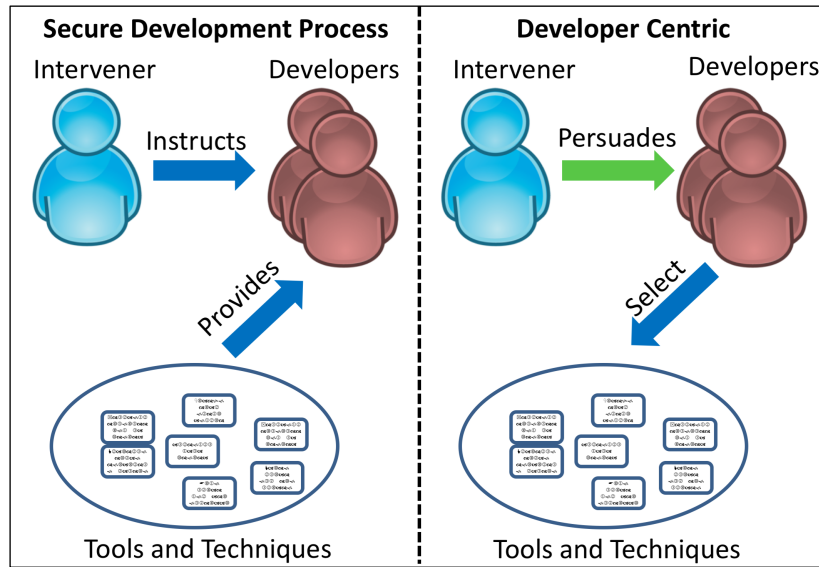 Secure Development Process
Intervener
Developers
Instructs
Provides
Tools and Techniques
Developer Centric
Intervener
Developers
Persuades
Select
Tools and Techniques